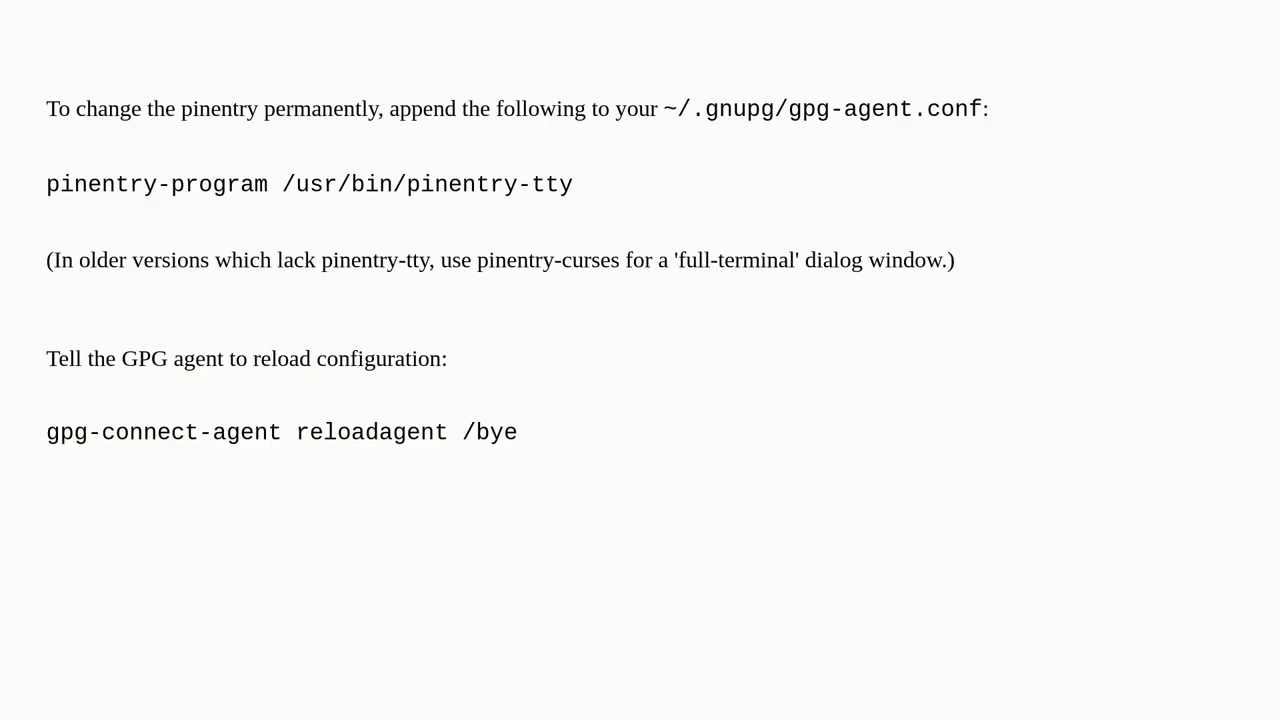 To change the pinentry permanently, append the following to your ~/.gnupg/gpg-agent.conf:
pinentry-program /usr/bin/pinentry-tty
(In older versions which lack pinentry-tty, use pinentry-curses for a 'full-terminal' dialog window.)
Tell the GPG agent to reload configuration:
gpg-connect-agent reloadagent /bye